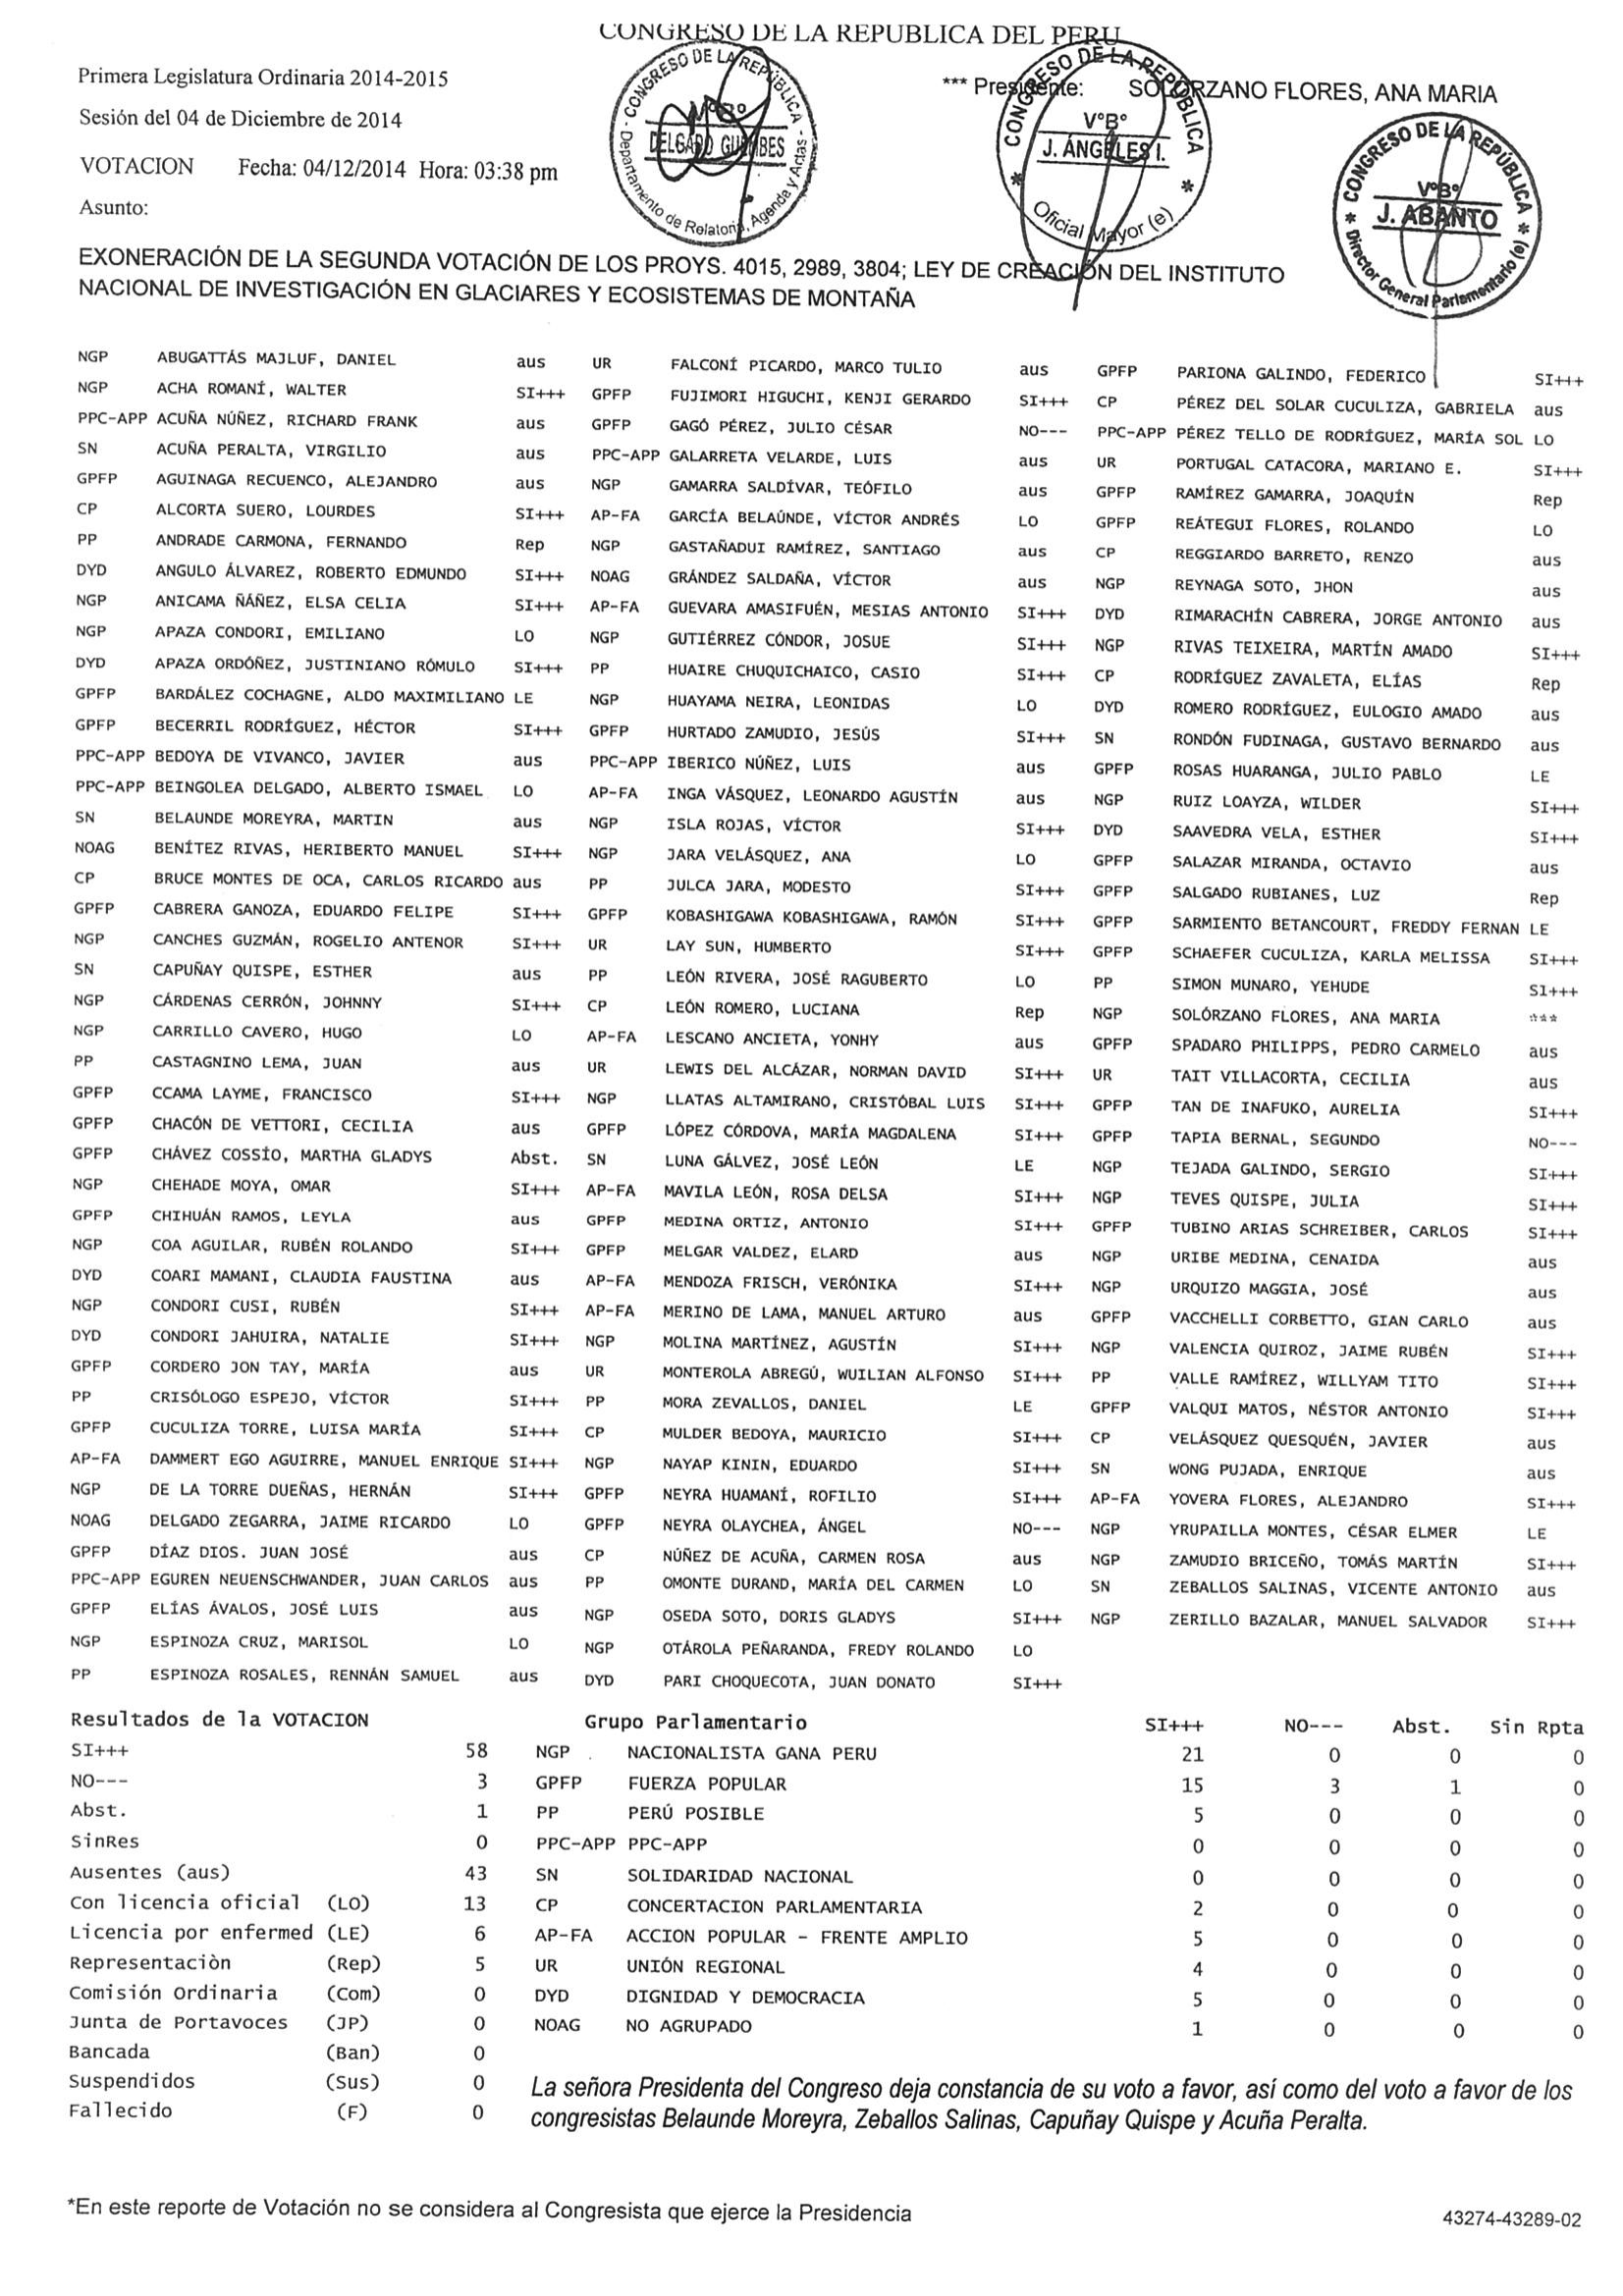 CONGRESO DE LA REPUBLICA DEL PERU
Primera Legislatura Ordinaria 2014-2015
*** Presidente: SOLÓRZANO FLORES, ANA MARIA
Sesión del 04 de Diciembre de 2014
VOTACION Fecha: 04/12/2014 Hora: 03:38 pm
Asunto:
CONGRESO DE LA REPÚBLICA
VºBº
DELGADO GUEMBES
Departamento de Relatoría, Agenda y Actas
CONGRESO DE LA REPÚBLICA
VºBº
J. ÁNGELES I.
Oficial Mayor (e)
CONGRESO DE LA REPÚBLICA
VºBº
J. ABANTO
Director General Parlamentario (e)
EXONERACIÓN DE LA SEGUNDA VOTACIÓN DE LOS PROYS. 4015, 2989, 3804; LEY DE CREACIÓN DEL INSTITUTO
NACIONAL DE INVESTIGACIÓN EN GLACIARES Y ECOSISTEMAS DE MONTAÑA
NGP ABUGATTÁS MAJLUF, DANIEL aus UR FALCONÍ PICARDO, MARCO TULIO aus GPFP PARIONA GALINDO, FEDERICO SI+++
NGP ACHA ROMANÍ, WALTER SI+++ GPFP FUJIMORI HIGUCHI, KENJI GERARDO SI+++ CP PÉREZ DEL SOLAR CUCULIZA, GABRIELA aus
PPC-APP ACUÑA NÚÑEZ, RICHARD FRANK aus GPFP GAGÓ PÉREZ, JULIO CÉSAR NO--- PPC-APP PÉREZ TELLO DE RODRÍGUEZ, MARÍA SOL LO
SN ACUÑA PERALTA, VIRGILIO aus PPC-APP GALARRETA VELARDE, LUIS aus UR PORTUGAL CATACORA, MARIANO E. SI+++
GPFP AGUINAGA RECUENCO, ALEJANDRO aus NGP GAMARRA SALDÍVAR, TEÓFILO aus GPFP RAMÍREZ GAMARRA, JOAQUÍN Rep
CP ALCORTA SUERO, LOURDES SI+++ AP-FA GARCÍA BELAÚNDE, VÍCTOR ANDRÉS LO GPFP REÁTEGUI FLORES, ROLANDO LO
PP ANDRADE CARMONA, FERNANDO Rep NGP GASTAÑADUI RAMÍREZ, SANTIAGO aus CP REGGIARDO BARRETO, RENZO aus
DYD ANGULO ÁLVAREZ, ROBERTO EDMUNDO SI+++ NOAG GRÁNDEZ SALDAÑA, VÍCTOR aus NGP REYNAGA SOTO, JHON aus
NGP ANICAMA ÑÁÑEZ, ELSA CELIA SI+++ AP-FA GUEVARA AMASIFUÉN, MESIAS ANTONIO SI+++ DYD RIMARACHÍN CABRERA, JORGE ANTONIO aus
NGP APAZA CONDORI, EMILIANO LO NGP GUTIÉRREZ CÓNDOR, JOSUE SI+++ NGP RIVAS TEIXEIRA, MARTÍN AMADO SI+++
DYD APAZA ORDÓÑEZ, JUSTINIANO RÓMULO SI+++ PP HUAIRE CHUQUICHAICO, CASIO SI+++ CP RODRÍGUEZ ZAVALETA, ELÍAS Rep
GPFP BARDÁLEZ COCHAGNE, ALDO MAXIMILIANO LE NGP HUAYAMA NEIRA, LEONIDAS LO DYD ROMERO RODRÍGUEZ, EULOGIO AMADO aus
GPFP BECERRIL RODRÍGUEZ, HÉCTOR SI+++ GPFP HURTADO ZAMUDIO, JESÚS SI+++ SN RONDÓN FUDINAGA, GUSTAVO BERNARDO aus
PPC-APP BEDOYA DE VIVANCO, JAVIER aus PPC-APP IBERICO NÚÑEZ, LUIS aus GPFP ROSAS HUARANGA, JULIO PABLO LE
PPC-APP BEINGOLEA DELGADO, ALBERTO ISMAEL LO AP-FA INGA VÁSQUEZ, LEONARDO AGUSTÍN aus NGP RUIZ LOAYZA, WILDER SI+++
SN BELAUNDE MOREYRA, MARTIN aus NGP ISLA ROJAS, VÍCTOR SI+++ DYD SAAVEDRA VELA, ESTHER SI+++
NOAG BENÍTEZ RIVAS, HERIBERTO MANUEL SI+++ NGP JARA VELÁSQUEZ, ANA LO GPFP SALAZAR MIRANDA, OCTAVIO aus
CP BRUCE MONTES DE OCA, CARLOS RICARDO aus PP JULCA JARA, MODESTO SI+++ GPFP SALGADO RUBIANES, LUZ Rep
GPFP CABRERA GANOZA, EDUARDO FELIPE SI+++ GPFP KOBASHIGAWA KOBASHIGAWA, RAMÓN SI+++ GPFP SARMIENTO BETANCOURT, FREDDY FERNAN LE
NGP CANCHES GUZMÁN, ROGELIO ANTENOR SI+++ UR LAY SUN, HUMBERTO SI+++ GPFP SCHAEFER CUCULIZA, KARLA MELISSA SI+++
SN CAPUÑAY QUISPE, ESTHER aus PP LEÓN RIVERA, JOSÉ RAGUBERTO LO PP SIMON MUNARO, YEHUDE SI+++
NGP CÁRDENAS CERRÓN, JOHNNY SI+++ CP LEÓN ROMERO, LUCIANA Rep NGP SOLÓRZANO FLORES, ANA MARIA ***
NGP CARRILLO CAVERO, HUGO LO AP-FA LESCANO ANCIETA, YONHY aus GPFP SPADARO PHILIPPS, PEDRO CARMELO aus
PP CASTAGNINO LEMA, JUAN aus UR LEWIS DEL ALCÁZAR, NORMAN DAVID SI+++ UR TAIT VILLACORTA, CECILIA aus
GPFP CCAMA LAYME, FRANCISCO SI+++ NGP LLATAS ALTAMIRANO, CRISTÓBAL LUIS SI+++ GPFP TAN DE INAFUKO, AURELIA SI+++
GPFP CHACÓN DE VETTORI, CECILIA aus GPFP LÓPEZ CÓRDOVA, MARÍA MAGDALENA SI+++ GPFP TAPIA BERNAL, SEGUNDO NO---
GPFP CHÁVEZ COSSÍO, MARTHA GLADYS Abst. SN LUNA GÁLVEZ, JOSÉ LEÓN LE NGP TEJADA GALINDO, SERGIO SI+++
NGP CHEHADE MOYA, OMAR SI+++ AP-FA MAVILA LEÓN, ROSA DELSA SI+++ NGP TEVES QUISPE, JULIA SI+++
GPFP CHIHUÁN RAMOS, LEYLA aus GPFP MEDINA ORTIZ, ANTONIO SI+++ GPFP TUBINO ARIAS SCHREIBER, CARLOS SI+++
NGP COA AGUILAR, RUBÉN ROLANDO SI+++ GPFP MELGAR VALDEZ, ELARD aus NGP URIBE MEDINA, CENAIDA aus
DYD COARI MAMANI, CLAUDIA FAUSTINA aus AP-FA MENDOZA FRISCH, VERÓNIKA SI+++ NGP URQUIZO MAGGIA, JOSÉ aus
NGP CONDORI CUSI, RUBÉN SI+++ AP-FA MERINO DE LAMA, MANUEL ARTURO aus GPFP VACCHELLI CORBETTO, GIAN CARLO aus
DYD CONDORI JAHUIRA, NATALIE SI+++ NGP MOLINA MARTÍNEZ, AGUSTÍN SI+++ NGP VALENCIA QUIROZ, JAIME RUBÉN SI+++
GPFP CORDERO JON TAY, MARÍA aus UR MONTEROLA ABREGÚ, WUILIAN ALFONSO SI+++ PP VALLE RAMÍREZ, WILLYAM TITO SI+++
PP CRISÓLOGO ESPEJO, VÍCTOR SI+++ PP MORA ZEVALLOS, DANIEL LE GPFP VALQUI MATOS, NÉSTOR ANTONIO SI+++
GPFP CUCULIZA TORRE, LUISA MARÍA SI+++ CP MULDER BEDOYA, MAURICIO SI+++ CP VELÁSQUEZ QUESQUÉN, JAVIER aus
AP-FA DAMMERT EGO AGUIRRE, MANUEL ENRIQUE SI+++ NGP NAYAP KININ, EDUARDO SI+++ SN WONG PUJADA, ENRIQUE aus
NGP DE LA TORRE DUEÑAS, HERNÁN SI+++ GPFP NEYRA HUAMANÍ, ROFILIO SI+++ AP-FA YOVERA FLORES, ALEJANDRO SI+++
NOAG DELGADO ZEGARRA, JAIME RICARDO LO GPFP NEYRA OLAYCHEA, ÁNGEL NO--- NGP YRUPAILLA MONTES, CÉSAR ELMER LE
GPFP DÍAZ DIOS. JUAN JOSÉ aus CP NÚÑEZ DE ACUÑA, CARMEN ROSA aus NGP ZAMUDIO BRICEÑO, TOMÁS MARTÍN SI+++
PPC-APP EGUREN NEUENSCHWANDER, JUAN CARLOS aus PP OMONTE DURAND, MARÍA DEL CARMEN LO SN ZEBALLOS SALINAS, VICENTE ANTONIO aus
GPFP ELÍAS ÁVALOS, JOSÉ LUIS aus NGP OSEDA SOTO, DORIS GLADYS SI+++ NGP ZERILLO BAZALAR, MANUEL SALVADOR SI+++
NGP ESPINOZA CRUZ, MARISOL LO NGP OTÁROLA PEÑARANDA, FREDY ROLANDO LO
PP ESPINOZA ROSALES, RENNÁN SAMUEL aus DYD PARI CHOQUECOTA, JUAN DONATO SI+++
Resultados de la VOTACION Grupo Parlamentario SI+++ NO--- Abst. Sin Rpta
SI+++ 58 NGP NACIONALISTA GANA PERU 21 0 0 0
NO--- 3 GPFP FUERZA POPULAR 15 3 1 0
Abst. 1 PP PERÚ POSIBLE 5 0 0 0
SinRes 0 PPC-APP PPC-APP 0 0 0 0
Ausentes (aus) 43 SN SOLIDARIDAD NACIONAL 0 0 0 0
Con licencia oficial (LO) 13 CP CONCERTACION PARLAMENTARIA 2 0 0 0
Licencia por enfermed (LE) 6 AP-FA ACCION POPULAR - FRENTE AMPLIO 5 0 0 0
Representaciòn (Rep) 5 UR UNIÓN REGIONAL 4 0 0 0
Comisión Ordinaria (Com) 0 DYD DIGNIDAD Y DEMOCRACIA 5 0 0 0
Junta de Portavoces (JP) 0 NOAG NO AGRUPADO 1 0 0 0
Bancada (Ban) 0
Suspendidos (Sus) 0
Fallecido (F) 0
La señora Presidenta del Congreso deja constancia de su voto a favor, así como del voto a favor de los
congresistas Belaunde Moreyra, Zeballos Salinas, Capuñay Quispe y Acuña Peralta.
*En este reporte de Votación no se considera al Congresista que ejerce la Presidencia
43274-43289-02